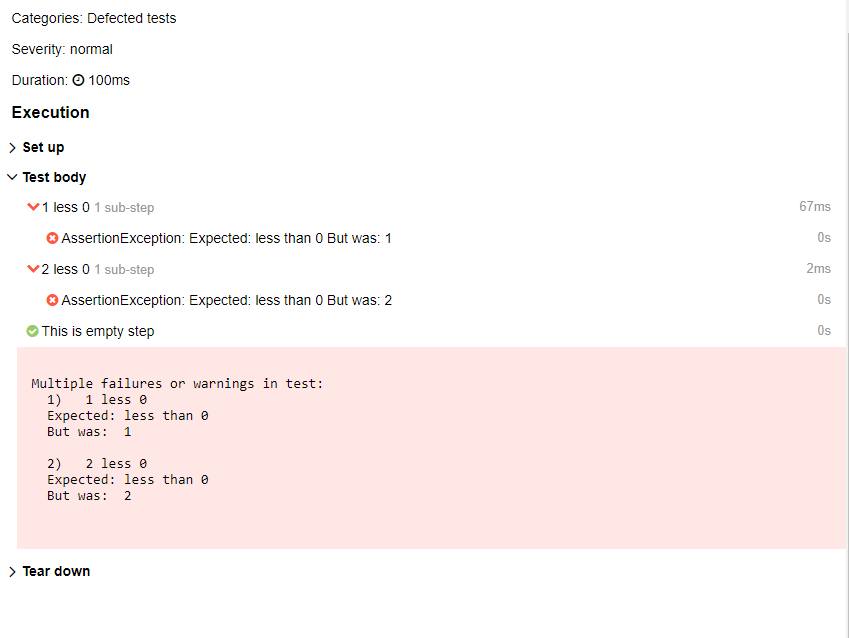 Categories: Defected tests
Severity: normal
Duration: 100ms
Execution
Set up
Test body
1 less 0 1 sub-step 67ms
AssertionException: Expected: less than 0 But was: 1 0s
2 less 0 1 sub-step 2ms
AssertionException: Expected: less than 0 But was: 2 0s
This is empty step 0s
Multiple failures or warnings in test:
1) 1 less 0
Expected: less than 0
But was: 1
2) 2 less 0
Expected: less than 0
But was: 2
Tear down